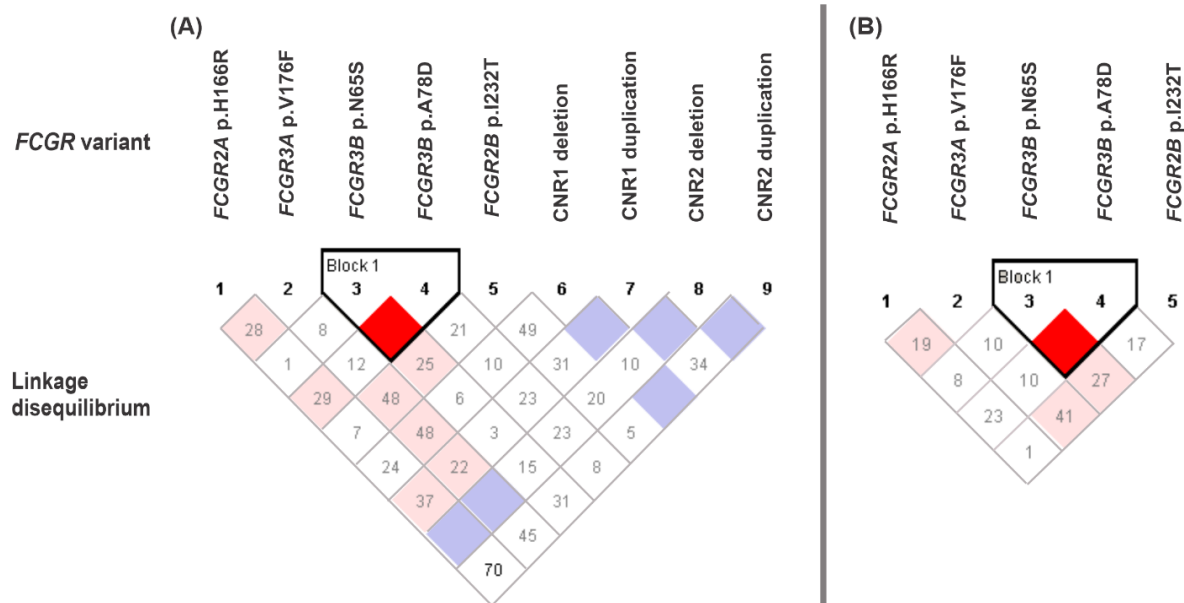 (A)
FCGR variant
FCGR2A p.H166R
FCGR3A p.V176F
FCGR3B p.N65S
FCGR3B p.A78D
FCGR2B p.I232T
CNR1 deletion
CNR1 duplication
CNR2 deletion
CNR2 duplication
Block 1
1 2 3 4 5 6 7 8 9
Linkage
disequilibrium
28 8 21 49
1 12 25 10 31 10 34
29 48 6 23 20
7 48 3 23 5
24 22 15 8
37 31
45
70
(B)
FCGR2A p.H166R
FCGR3A p.V176F
FCGR3B p.N65S
FCGR3B p.A78D
FCGR2B p.I232T
Block 1
1 2 3 4 5
19 10 17
8 10 27
23 41
1